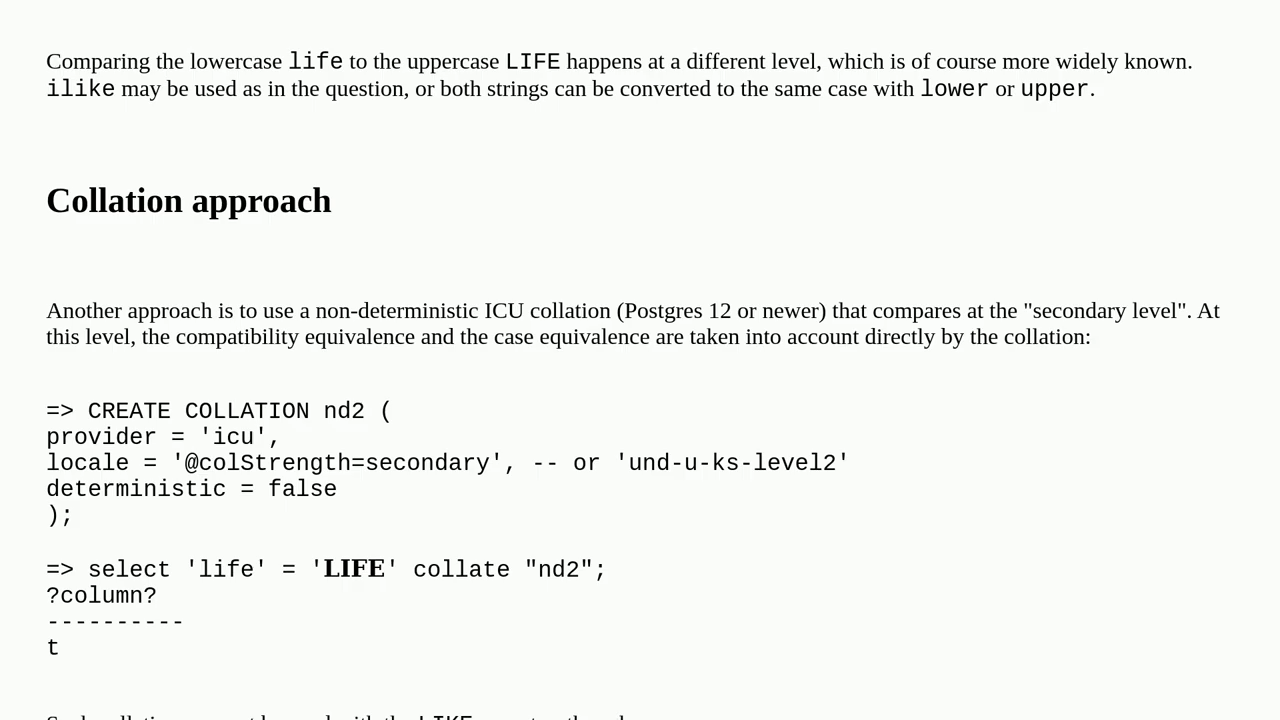 Comparing the lowercase life to the uppercase LIFE happens at a different level, which is of course more widely known.
ilike may be used as in the question, or both strings can be converted to the same case with lower or upper.
Collation approach
Another approach is to use a non-deterministic ICU collation (Postgres 12 or newer) that compares at the "secondary level". At
this level, the compatibility equivalence and the case equivalence are taken into account directly by the collation:
=> CREATE COLLATION nd2 (
provider = 'icu',
locale = '@colStrength=secondary', -- or 'und-u-ks-level2'
deterministic = false
);
=> select 'life' = '𝐋𝐈𝐅𝐄' collate "nd2";
?column?
----------
t